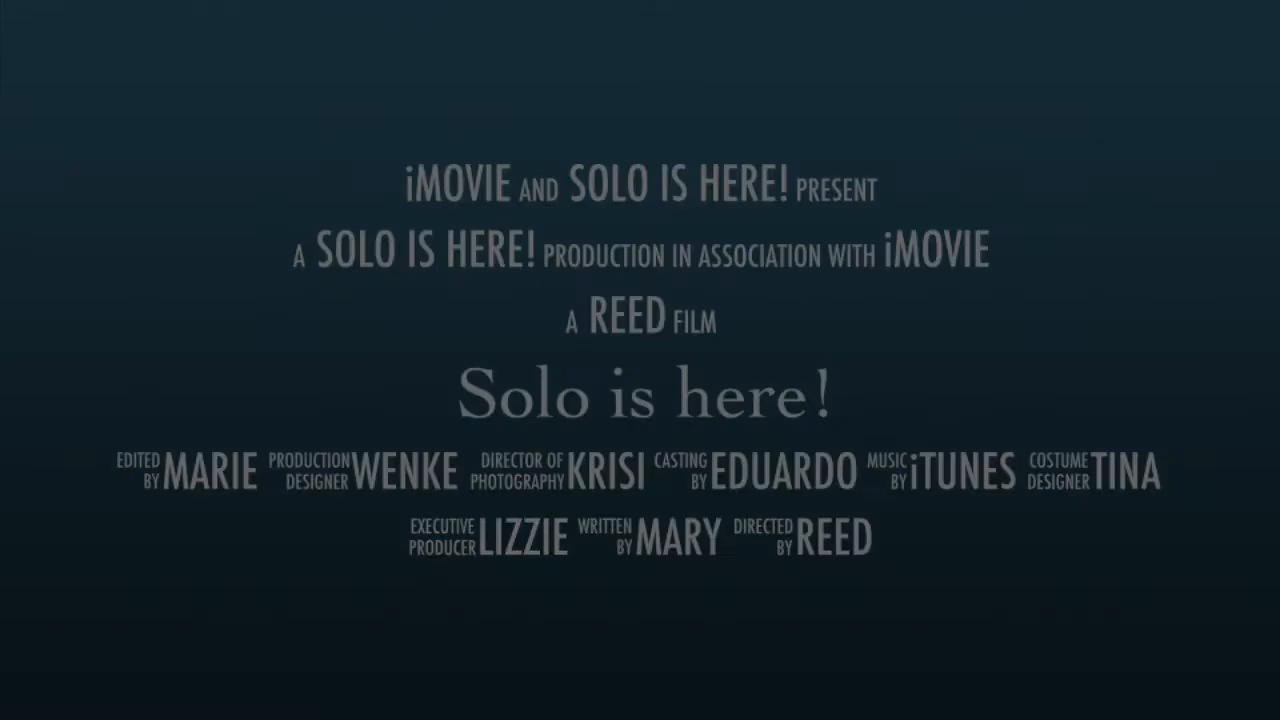 iMOVIE AND SOLO IS HERE! PRESENT
A SOLO IS HERE! PRODUCTION IN ASSOCIATION WITH iMOVIE
A REED FILM
Solo is here!
EDITED BY MARIE PRODUCTION DESIGNER WENKE DIRECTOR OF PHOTOGRAPHY KRISI CASTING BY EDUARDO MUSIC BY iTUNES COSTUME DESIGNER TINA
EXECUTIVE PRODUCER LIZZIE WRITTEN BY MARY DIRECTED BY REED